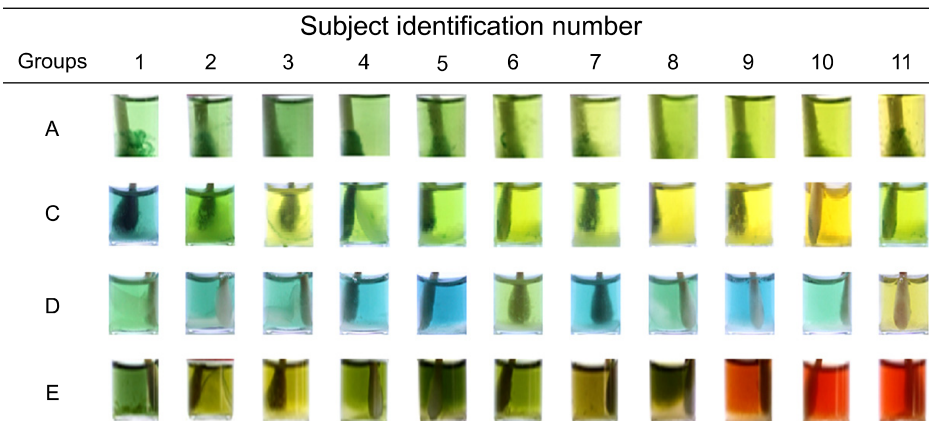 Subject identification number
Groups 1 2 3 4 5 6 7 8 9 10 11
A
C
D
E